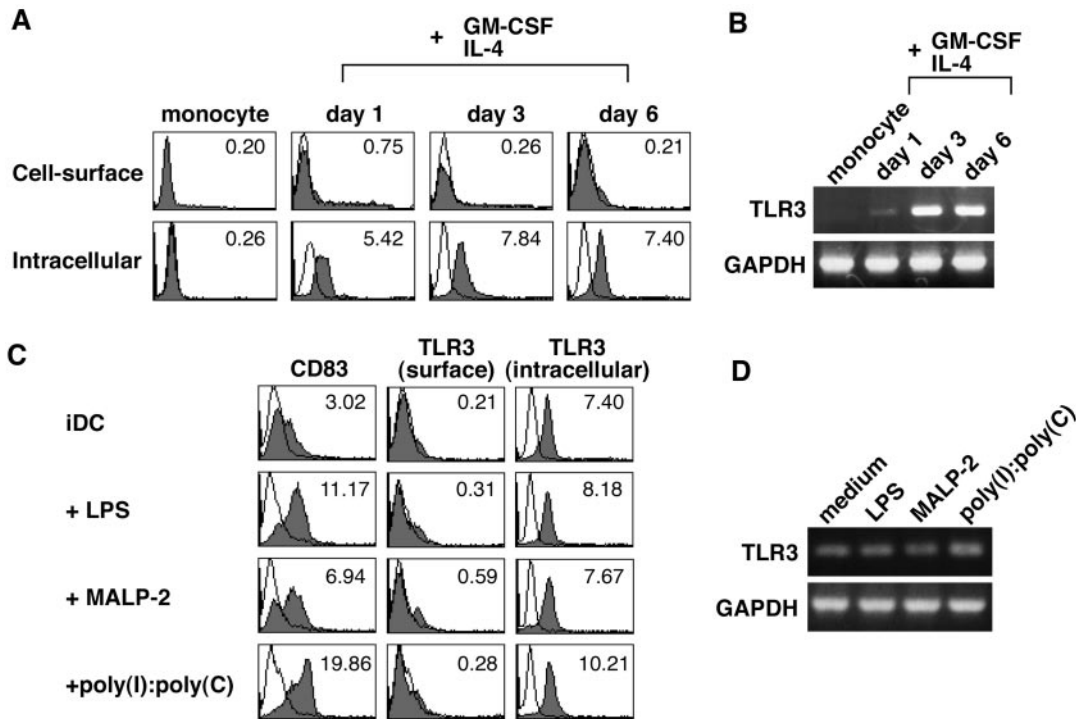 A
+ GM-CSF
IL-4
monocyte day 1 day 3 day 6
Cell-surface 0.20 0.75 0.26 0.21
Intracellular 0.26 5.42 7.84 7.40
B
+ GM-CSF
IL-4
monocyte day 1 day 3 day 6
TLR3
GAPDH
C
CD83 TLR3 (surface) TLR3 (intracellular)
iDC 3.02 0.21 7.40
+ LPS 11.17 0.31 8.18
+ MALP-2 6.94 0.59 7.67
+poly(I):poly(C) 19.86 0.28 10.21
D
medium LPS MALP-2 poly(I):poly(C)
TLR3
GAPDH